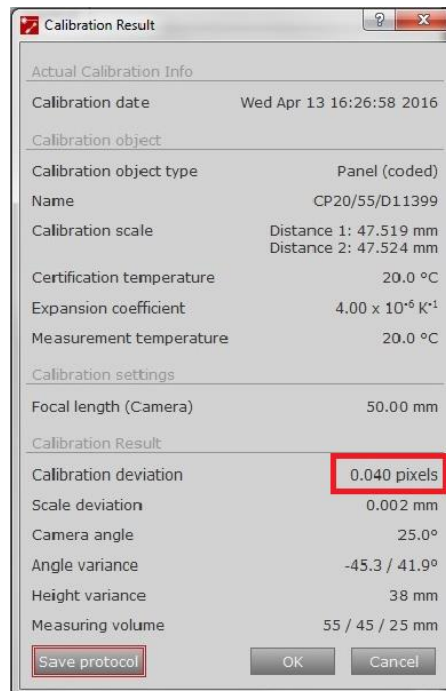 Calibration Result
Actual Calibration Info
Calibration date Wed Apr 13 16:26:58 2016
Calibration object
Calibration object type Panel (coded)
Name CP20/55/D11399
Calibration scale Distance 1: 47.519 mm
Distance 2: 47.524 mm
Certification temperature 20.0 °C
Expansion coefficient 4.00 x 10⁻⁶ K⁻¹
Measurement temperature 20.0 °C
Calibration settings
Focal length (Camera) 50.00 mm
Calibration Result
Calibration deviation 0.040 pixels
Scale deviation 0.002 mm
Camera angle 25.0°
Angle variance -45.3 / 41.9°
Height variance 38 mm
Measuring volume 55 / 45 / 25 mm
Save protocol OK Cancel